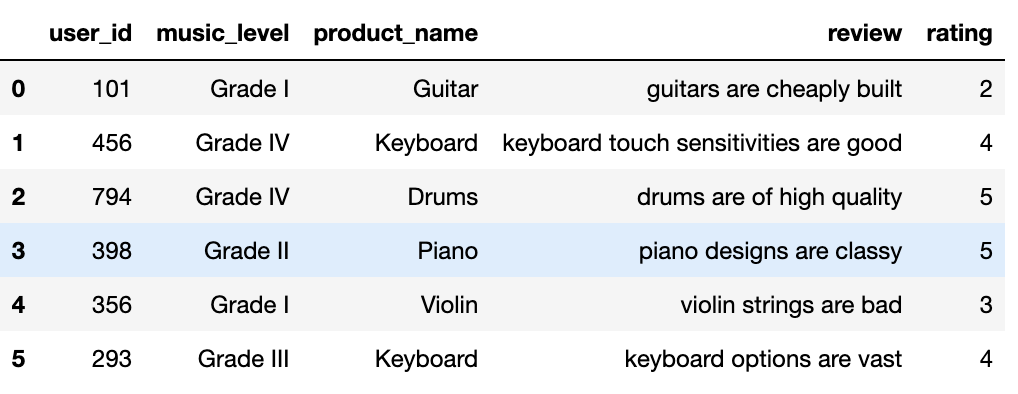 user_id music_level product_name review rating
0 101 Grade I Guitar guitars are cheaply built 2
1 456 Grade IV Keyboard keyboard touch sensitivities are good 4
2 794 Grade IV Drums drums are of high quality 5
3 398 Grade II Piano piano designs are classy 5
4 356 Grade I Violin violin strings are bad 3
5 293 Grade III Keyboard keyboard options are vast 4